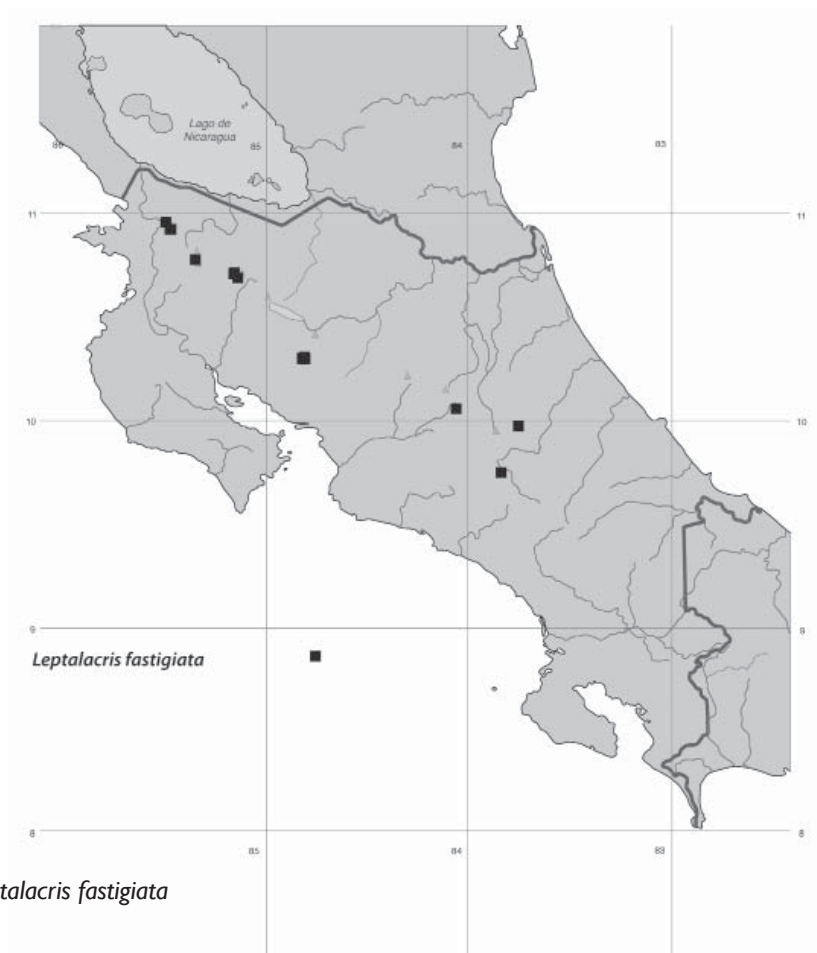 Lago de
Nicaragua
86 85 84 83
11 11
10 10
9 9
Leptalacris fastigiata
8 8
85 84 83
talacris fastigiata